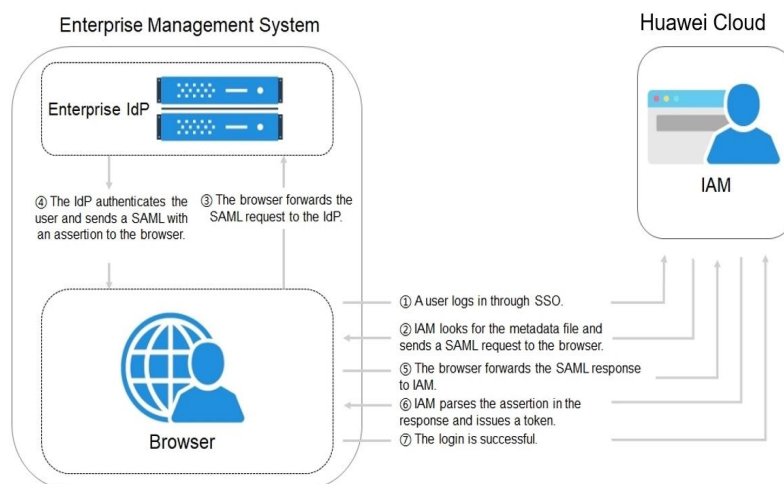 Enterprise Management System
Huawei Cloud
Enterprise IdP
IAM
④ The IdP authenticates the
user and sends a SAML with
an assertion to the browser.
③ The browser forwards the
SAML request to the IdP.
① A user logs in through SSO.
② IAM looks for the metadata file and
sends a SAML request to the browser.
⑤ The browser forwards the SAML response
to IAM.
⑥ IAM parses the assertion in the
response and issues a token.
⑦ The login is successful.
Browser